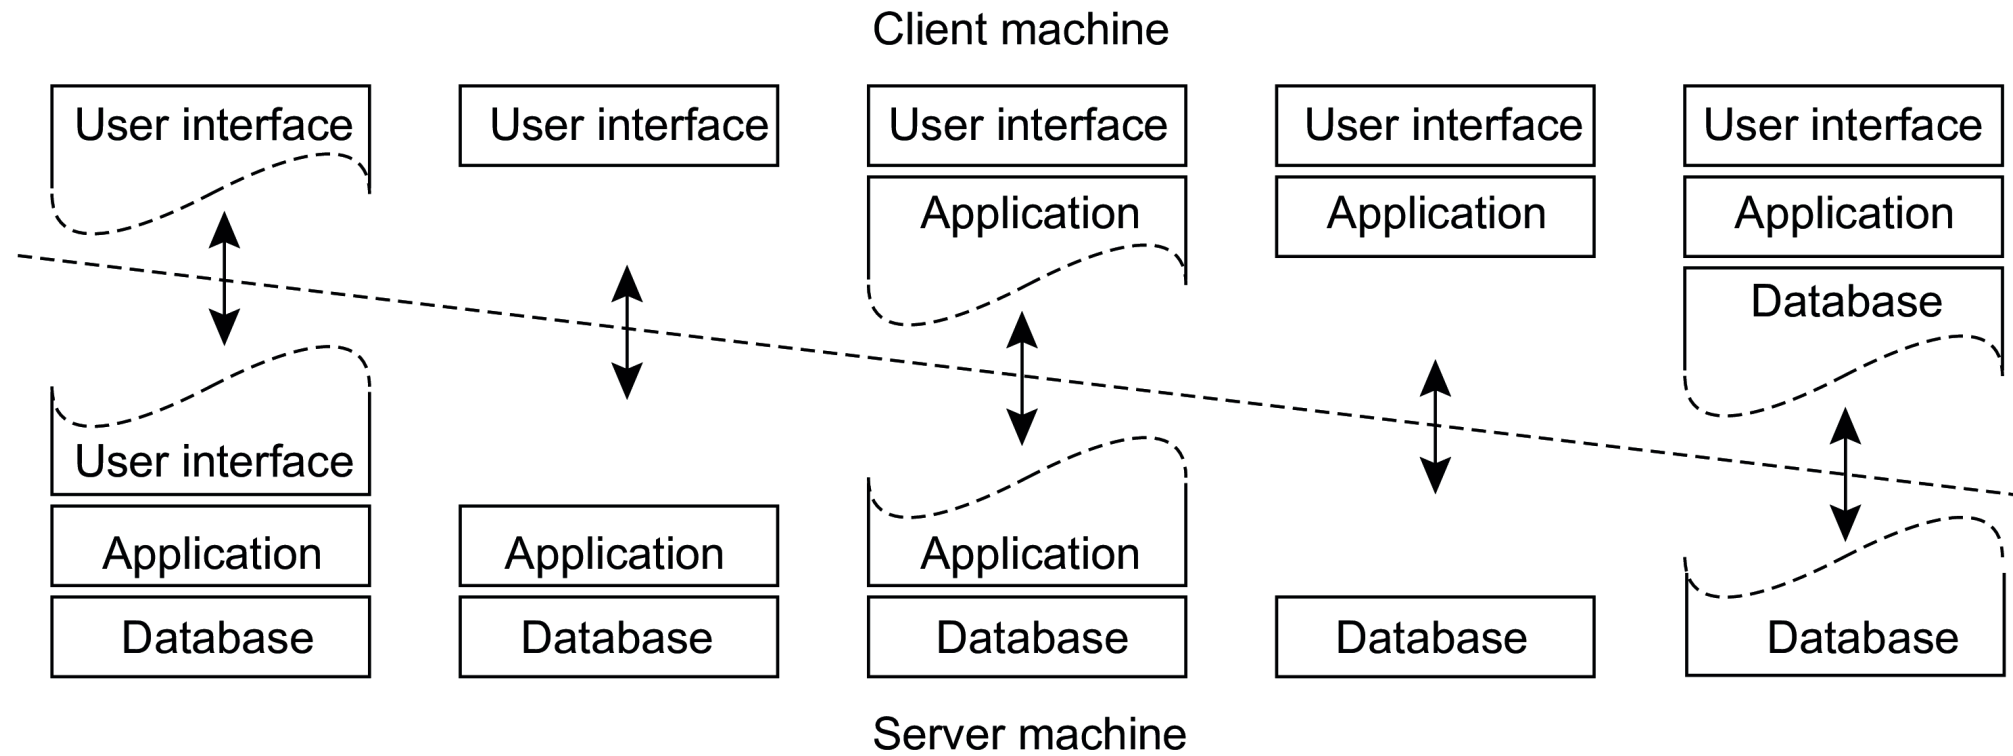 Client machine
User interface User interface User interface User interface User interface
Application Application Application
Database
User interface
Application Application Application
Database Database Database Database Database
Server machine